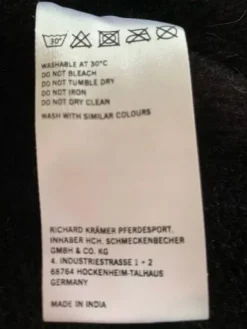 30°
WASHABLE AT 30°C
DO NOT BLEACH
DO NOT TUMBLE DRY
DO NOT IRON
DO NOT DRY CLEAN
WASH WITH SIMILAR COLOURS
RICHARD KRÄMER PFERDESPORT,
INHABER HCH. SCHMECKENBECHER
GMBH & CO. KG
4. INDUSTRIESTRASSE 1 + 2
68764 HOCKENHEIM-TALHAUS
GERMANY
MADE IN INDIA